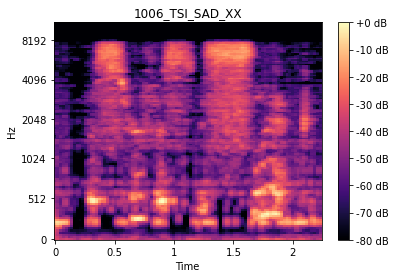 1006_TSI_SAD_XX
+0 dB
8192
-10 dB
4096
-20 dB
-30 dB
2048
Hz
-40 dB
1024
-50 dB
512
-60 dB
-70 dB
0
-80 dB
0 0.5 1 1.5 2
Time